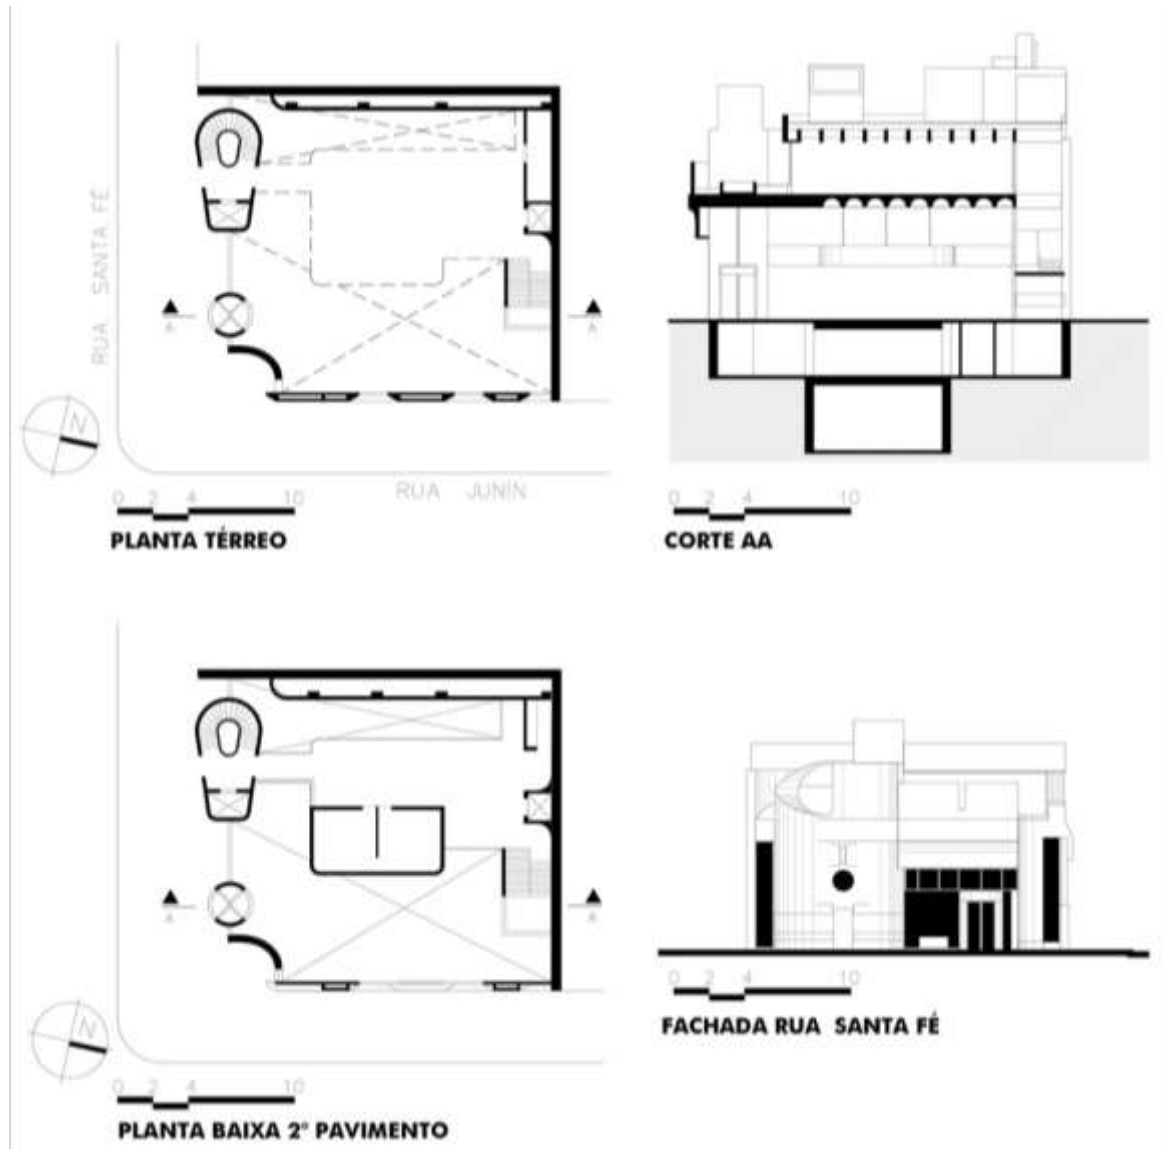 RUA SANTA FÉ
A
A
N
RUA JUNÍN
0 2 4 10
PLANTA TÉRREO
0 2 4 10
CORTE AA
A
A
N
0 2 4 10
PLANTA BAIXA 2º PAVIMENTO
0 2 4 10
FACHADA RUA SANTA FÉ